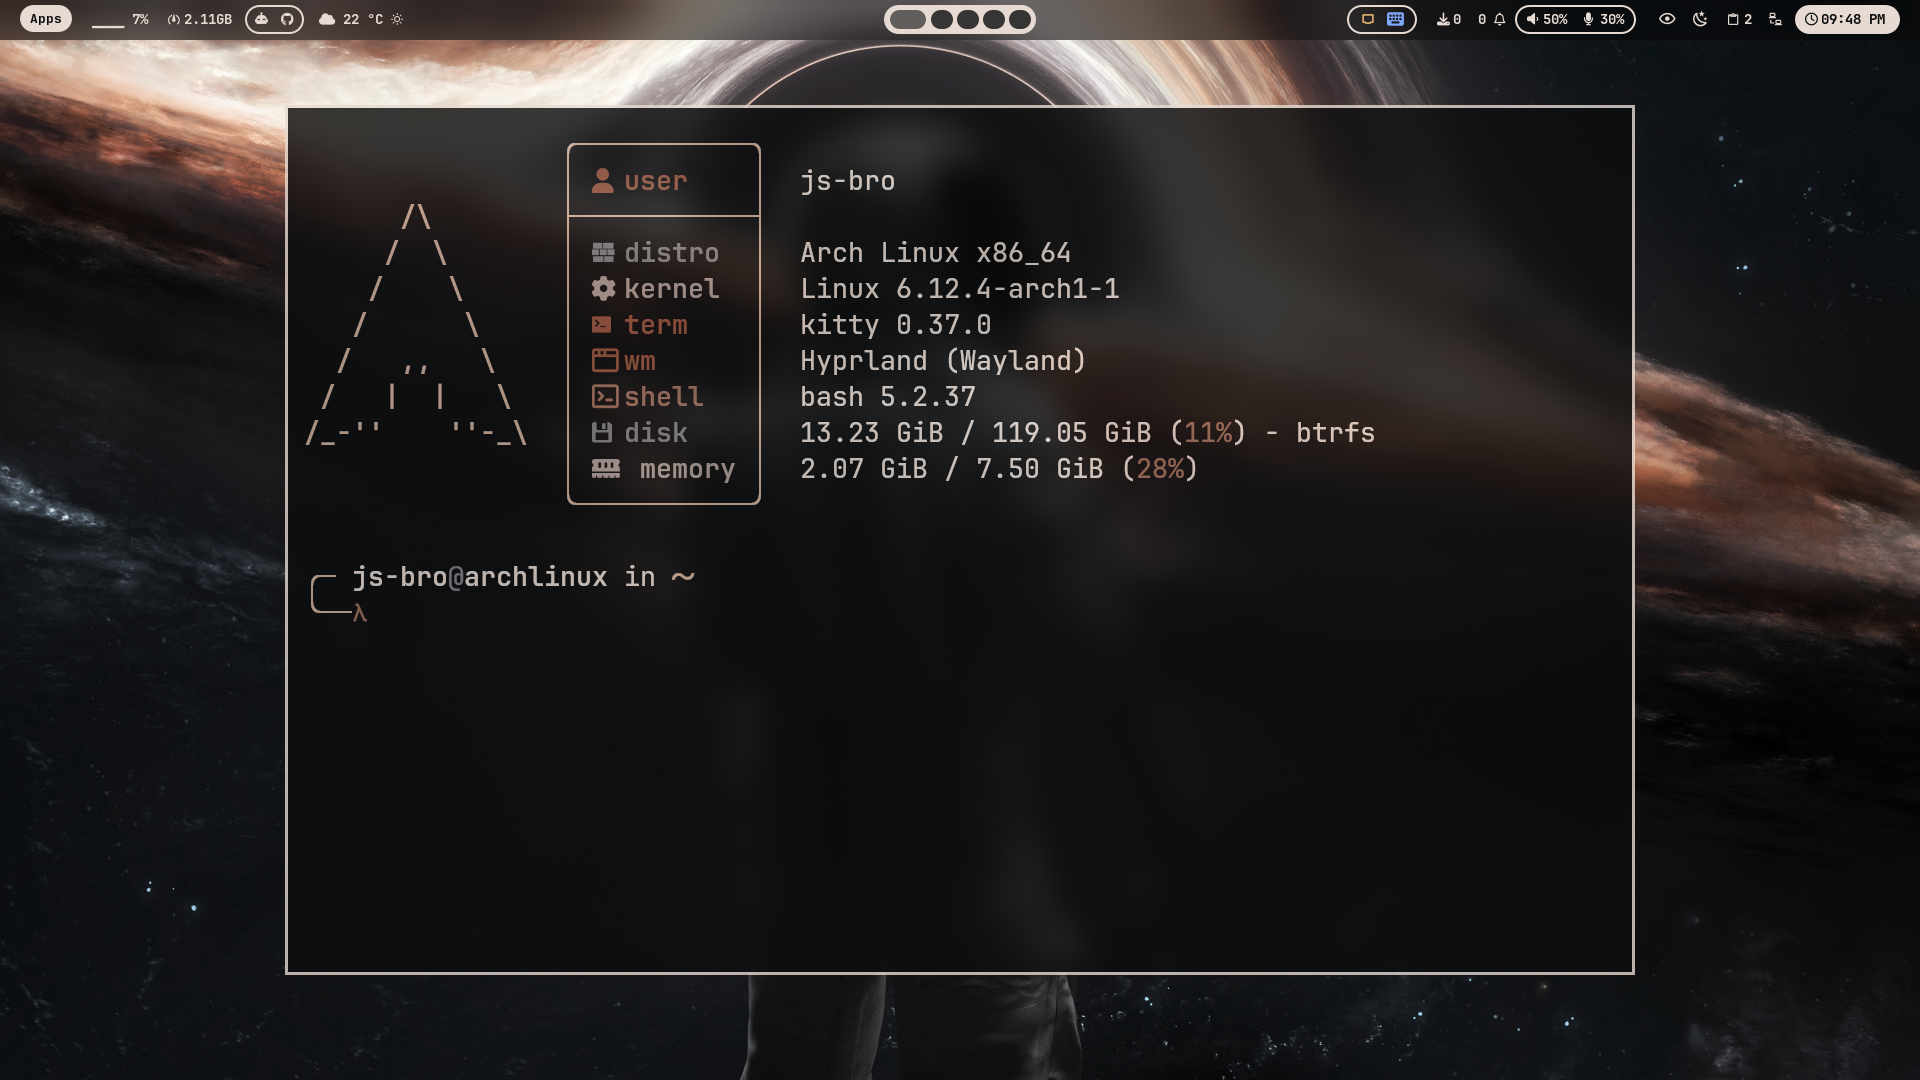 Apps 7% 2.11GB 22 °C 0 0 50% 30% 2 09:48 PM
user js-bro
distro Arch Linux x86_64
kernel Linux 6.12.4-arch1-1
term kitty 0.37.0
wm Hyprland (Wayland)
shell bash 5.2.37
disk 13.23 GiB / 119.05 GiB (11%) - btrfs
memory 2.07 GiB / 7.50 GiB (28%)
js-bro@archlinux in ~
λ